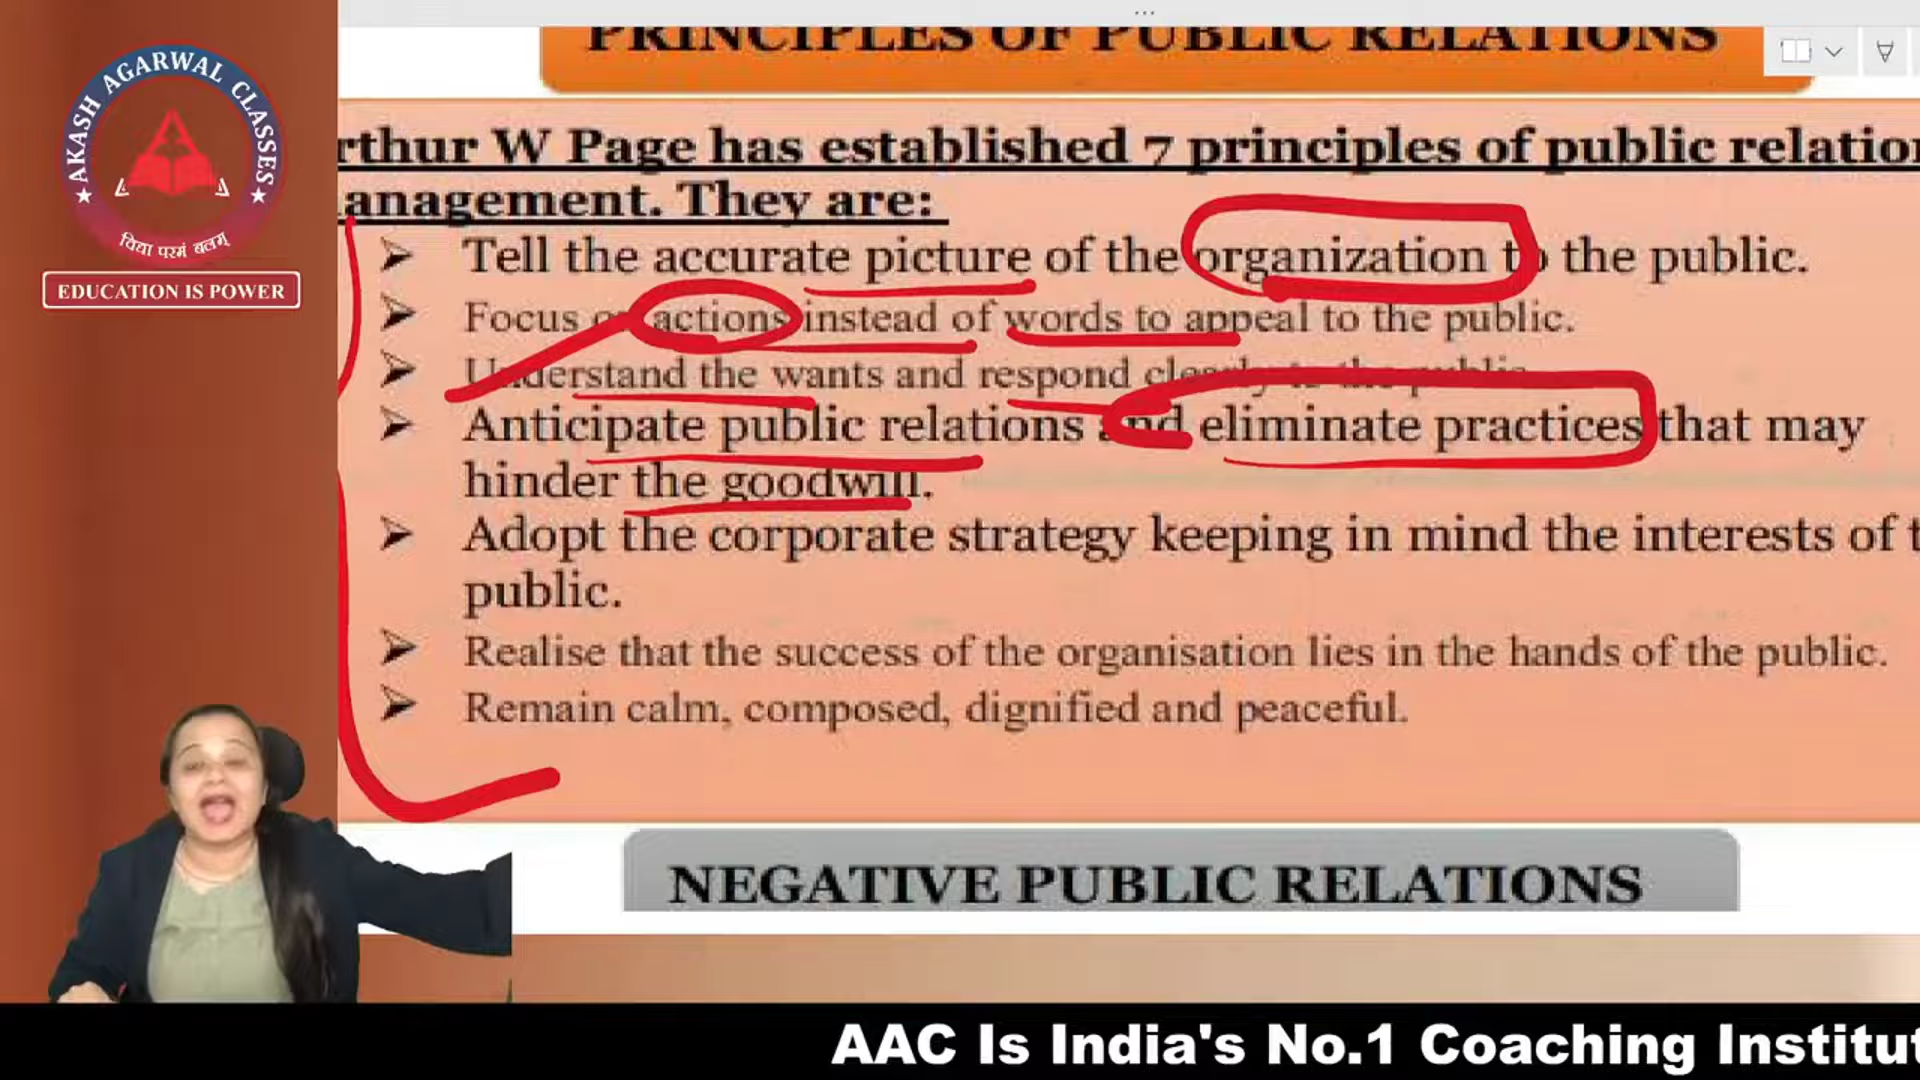 AKASH AGARWAL CLASSES
विद्या परमं बलम्
EDUCATION IS POWER
PRINCIPLES OF PUBLIC RELATIONS
rthur W Page has established 7 principles of public relation
anagement. They are:
Tell the accurate picture of the organization to the public.
Focus on actions instead of words to appeal to the public.
Understand the wants and respond clearly to the public
Anticipate public relations and eliminate practices that may
hinder the goodwill.
Adopt the corporate strategy keeping in mind the interests of t
public.
Realise that the success of the organisation lies in the hands of the public.
Remain calm, composed, dignified and peaceful.
NEGATIVE PUBLIC RELATIONS
AAC Is India's No.1 Coaching Institut